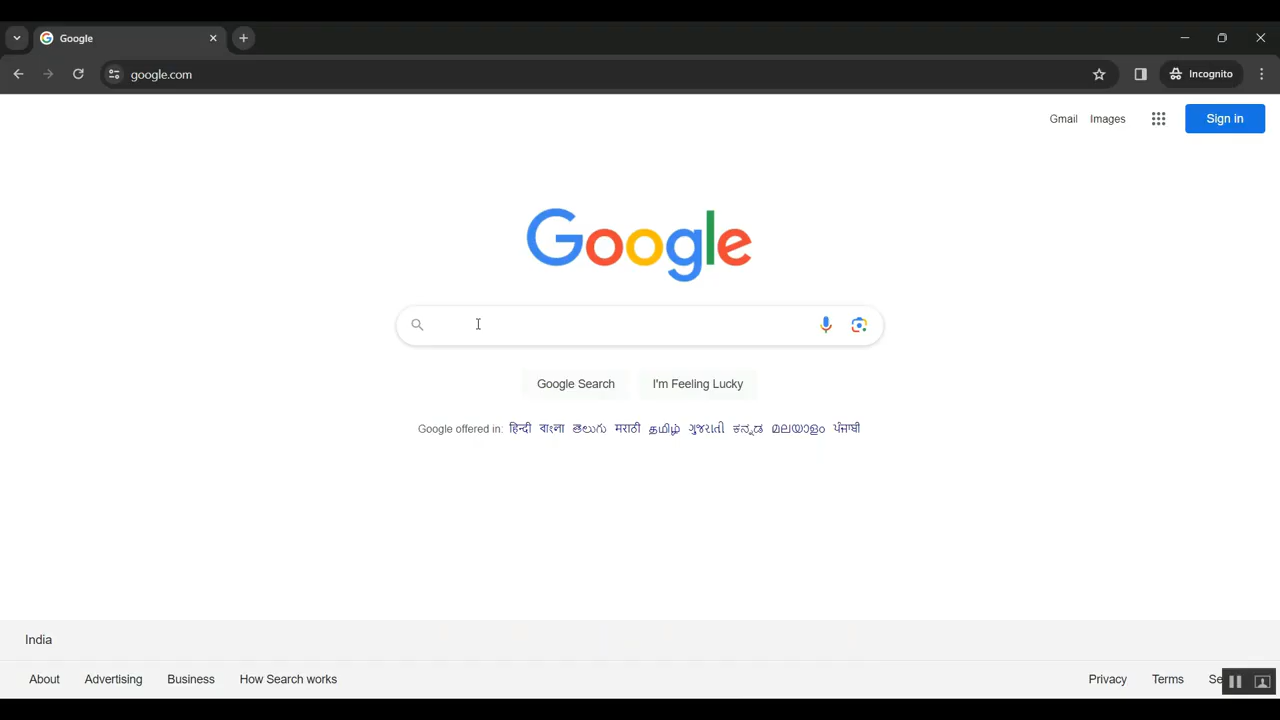 Google
google.com
Incognito
Gmail Images Sign in
Google
Google Search I'm Feeling Lucky
Google offered in: हिन्दी বাংলা తెలుగు मराठी தமிழ் ગુજરાતી ಕನ್ನಡ മലയാളം ਪੰਜਾਬੀ
India
About Advertising Business How Search works Privacy Terms Se